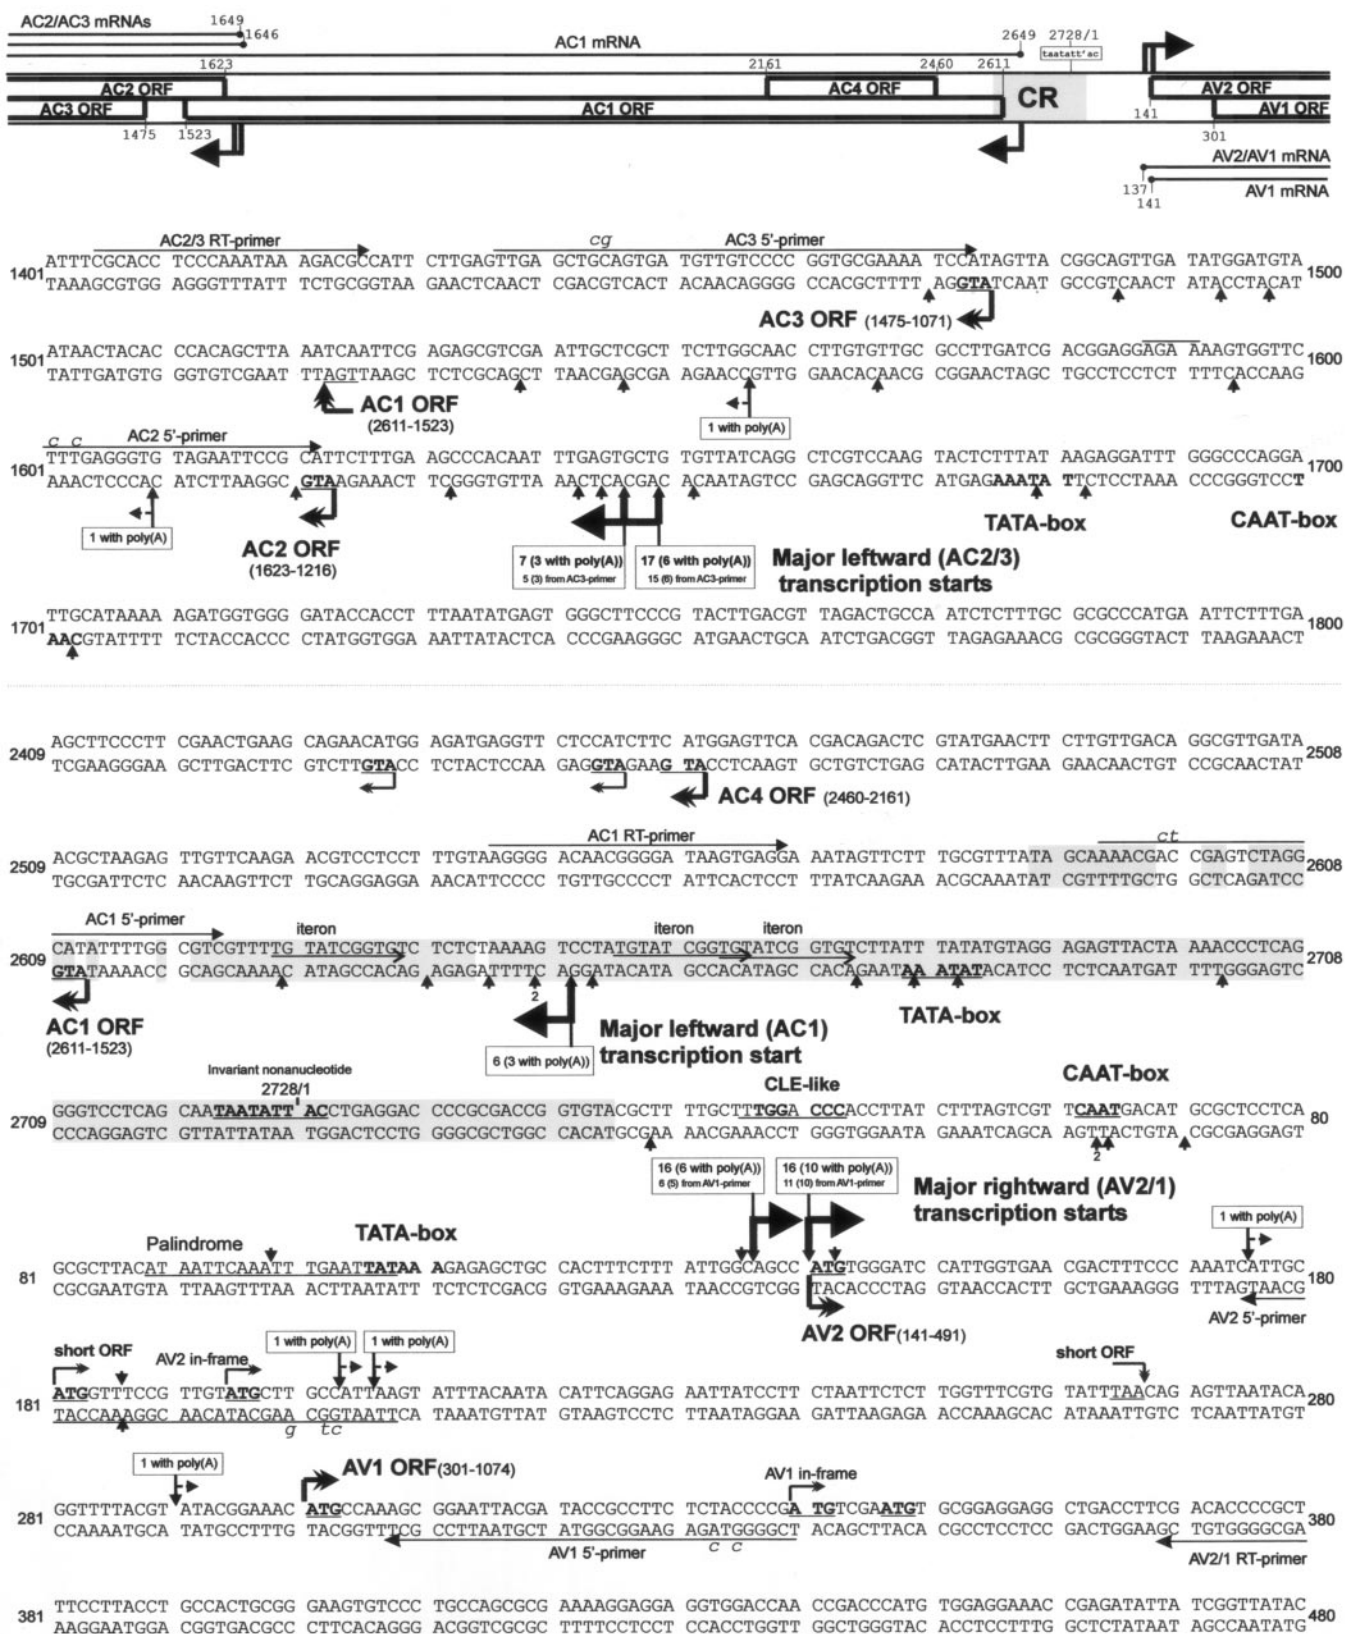 AC2/AC3 mRNAs 1649
1646
AC1 mRNA
2649 2728/1
taatatt'ac
1623 2161 2460 2611
AC2 ORF AC4 ORF CR AV2 ORF
AC3 ORF AC1 ORF 141 AV1 ORF
1475 1523 301
AV2/AV1 mRNA
137
AV1 mRNA
141
AC2/3 RT-primer cg AC3 5'-primer
1401 ATTTCGCACC TCCCAAATAA AGACGCCATT CTTGAGTTGA GCTGCAGTGA TGTTGTCCCC GGTGCGAAAA TCCATAGTTA CGGCAGTTGA TATGGATGTA 1500
TAAAGCGTGG AGGGTTTATT TCTGCGGTAA GAACTCAACT CGACGTCACT ACAACAGGGG CCACGCTTTT AGGTATCAAT GCCGTCAACT ATACCTACAT
AC3 ORF (1475-1071)
1501 ATAACTACAC CCACAGCTTA AATCAATTCG AGAGCGTCGA ATTGCTCGCT TCTTGGCAAC CTTGTGTTGC GCCTTGATCG ACGGAGGAGA AAAGTGGTTC 1600
TATTGATGTG GGTGTCGAAT TTAGTTAAGC TCTCGCAGCT TAACGAGCGA AGAACCGTTG GAACACAACG CGGAACTAGC TGCCTCCTCT TTTCACCAAG
AC1 ORF
(2611-1523)
1 with poly(A)
c c AC2 5'-primer
1601 TTTGAGGGTG TAGAATTCCG CATTCTTTGA AGCCCACAAT TTGAGTGCTG TGTTATCAGG CTCGTCCAAG TACTCTTTAT AAGAGGATTT GGGCCCAGGA 1700
AAACTCCCAC ATCTTAAGGC GTAAGAAACT TCGGGTGTTA AACTCACGAC ACAATAGTCC GAGCAGGTTC ATGAGAAATA TTCTCCTAAA CCCGGGTCCT
1 with poly(A)
AC2 ORF
(1623-1216)
TATA-box CAAT-box
7 (3 with poly(A))
5 (3) from AC3-primer
17 (6 with poly(A))
15 (6) from AC3-primer
Major leftward (AC2/3)
transcription starts
1701 TTGCATAAAA AGATGGTGGG GATACCACCT TTAATATGAGT GGGCTTCCCG TACTTGACGT TAGACTGCCA ATCTCTTTGC GCGCCCATGA ATTCTTTGA 1800
AACGTATTTT TCTACCACCC CTATGGTGGA AATTATACTCA CCCGAAGGGC ATGAACTGCA ATCTGACGGT TAGAGAAACG CGCGGGTACT TAAGAAACT
2409 AGCTTCCCTT CGAACTGAAG CAGAACATGG AGATGAGGTT CTCCATCTTC ATGGAGTTCA CGACAGACTC GTATGAACTT CTTGTTGACA GGCGTTGATA 2508
TCGAAGGGAA GCTTGACTTC GTCTTGTACC TCTACTCCAA GAGGTAGAAG TACCTCAAGT GCTGTCTGAG CATACTTGAA GAACAACTGT CCGCAACTAT
AC4 ORF (2460-2161)
AC1 RT-primer ct
2509 ACGCTAAGAG TTGTTCAAGA ACGTCCTCCT TTGTAAGGGG ACAACGGGGA TAAGTGAGGA AATAGTTCTT TGCGTTTATA GCAAAACGAC CGAGTCTAGG 2608
TGCGATTCTC AACAAGTTCT TGCAGGAGGA AACATTCCCC TGTTGCCCCT ATTCACTCCT TTATCAAGAA ACGCAAATAT CGTTTTGCTG GCTCAGATCC
AC1 5'-primer iteron iteron iteron
2609 CATATTTTGG CGTCGTTTTG TATCGGTGTC TCTCTAAAAG TCCTATGTAT CGGTGTATCG GTGTCTTATT TATATGTAGG AGAGTTACTA AAACCCTCAG 2708
GTATAAAACC GCAGCAAAAC ATAGCCACAG AGAGATTTTC AGGATACATA GCCACATAGC CACAGAATAA ATATACATCC TCTCAATGAT TTTGGGAGTC
2
AC1 ORF
(2611-1523)
6 (3 with poly(A))
Major leftward (AC1)
transcription start
TATA-box
Invariant nonanucleotide
2728/1
CLE-like CAAT-box
2709 GGGTCCTCAG CAATAATATT ACCTGAGGAC CCCGCGACCG GTGTACGCTT TTGCTTTGGA CCCACCTTAT CTTTAGTCGT TCAATGACAT GCGCTCCTCA 80
CCCAGGAGTC GTTATTATAA TGGACTCCTG GGGCGCTGGC CACATGCGAA AACGAAACCT GGGTGGAATA GAAATCAGCA AGTTACTGTA CGCGAGGAGT
2
16 (6 with poly(A))
6 (5) from AV1-primer
16 (10 with poly(A))
11 (10) from AV1-primer
Major rightward (AV2/1)
transcription starts
1 with poly(A)
Palindrome TATA-box
81 GCGCTTACAT AATTCAAATT TGAATTATAA AGAGAGCTGC CACTTTCTTT ATTGGCAGCC ATGTGGGATC CATTGGTGAA CGACTTTCCC AAATCATTGC 180
CGCGAATGTA TTAAGTTTAA ACTTAATATT TCTCTCGACG GTGAAAGAAA TAACCGTCGG TACACCCTAG GTAACCACTT GCTGAAAGGG TTTAGTAACG
AV2 ORF(141-491)
AV2 5'-primer
short ORF AV2 in-frame 1 with poly(A) 1 with poly(A) short ORF
181 ATGGTTTCCG TTGTATGCTT GCCATTAAGT ATTTACAATA CATTCAGGAG AATTATCCTT CTAATTCTCT TGGTTTCGTG TATTTAACAG AGTTAATACA 280
TACCAAAGGC AACATACGAA CGGTAATTCA TAAATGTTAT GTAAGTCCTC TTAATAGGAA GATTAAGAGA ACCAAAGCAC ATAAATTGTC TCAATTATGT
g tc
1 with poly(A) AV1 ORF(301-1074) AV1 in-frame
281 GGTTTTACGT ATACGGAAAC ATGCCAAAGC GGAATTACGA TACCGCCTTC TCTACCCCGA TGTCGAATGT GCGGAGGAGG CTGACCTTCG ACACCCCGCT 380
CCAAAATGCA TATGCCTTTG TACGGTTTCG CCTTAATGCT ATGGCGGAAG AGATGGGGCT ACAGCTTACA CGCCTCCTCC GACTGGAAGC TGTGGGGCGA
AV1 5'-primer c c AV2/1 RT-primer
381 TTCCTTACCT GCCACTGCGG GAAGTGTCCC TGCCAGCGCG AAAAGGAGGA GGTGGACCAA CCGACCCATG TGGAGGAAAC CGAGATATTA TCGGTTATAC 480
AAGGAATGGA CGGTGACGCC CTTCACAGGG ACGGTCGCGC TTTTCCTCCT CCACCTGGTT GGCTGGGTAC ACCTCCTTTG GCTCTATAAT AGCCAATATG